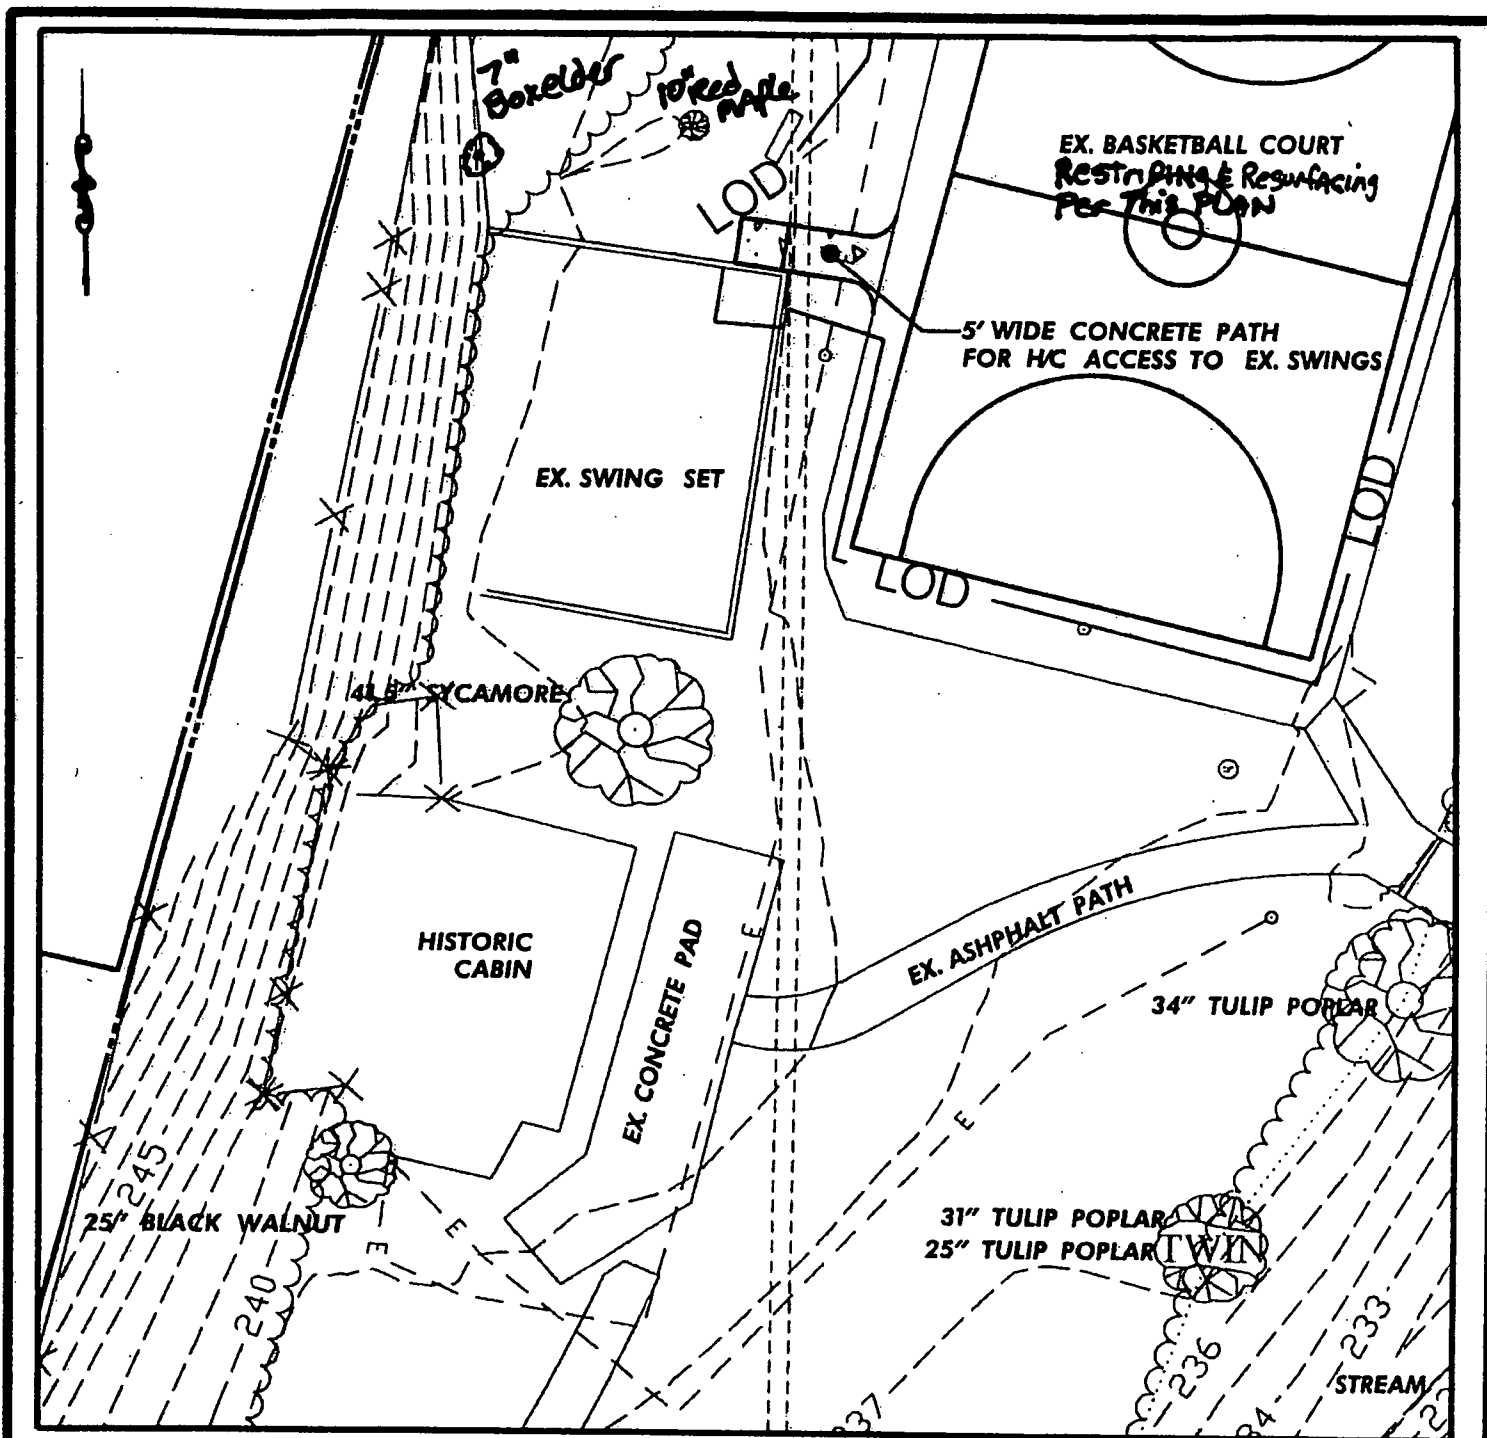 7"
Boxelder
10" Red
MAPle
LOD
EX. BASKETBALL COURT
RestriPING & Resurfacing
Per This PLAN
5' WIDE CONCRETE PATH
FOR H/C ACCESS TO EX. SWINGS
EX. SWING SET
LOD
LOD
41.5" SYCAMORE
HISTORIC
CABIN
EX. CONCRETE PAD
E
EX. ASHPHALT PATH
34" TULIP POPLAR
E
245
25" BLACK WALNUT
E
E
31" TULIP POPLAR
25" TULIP POPLAR
TWIN
240
236
233
STREAM